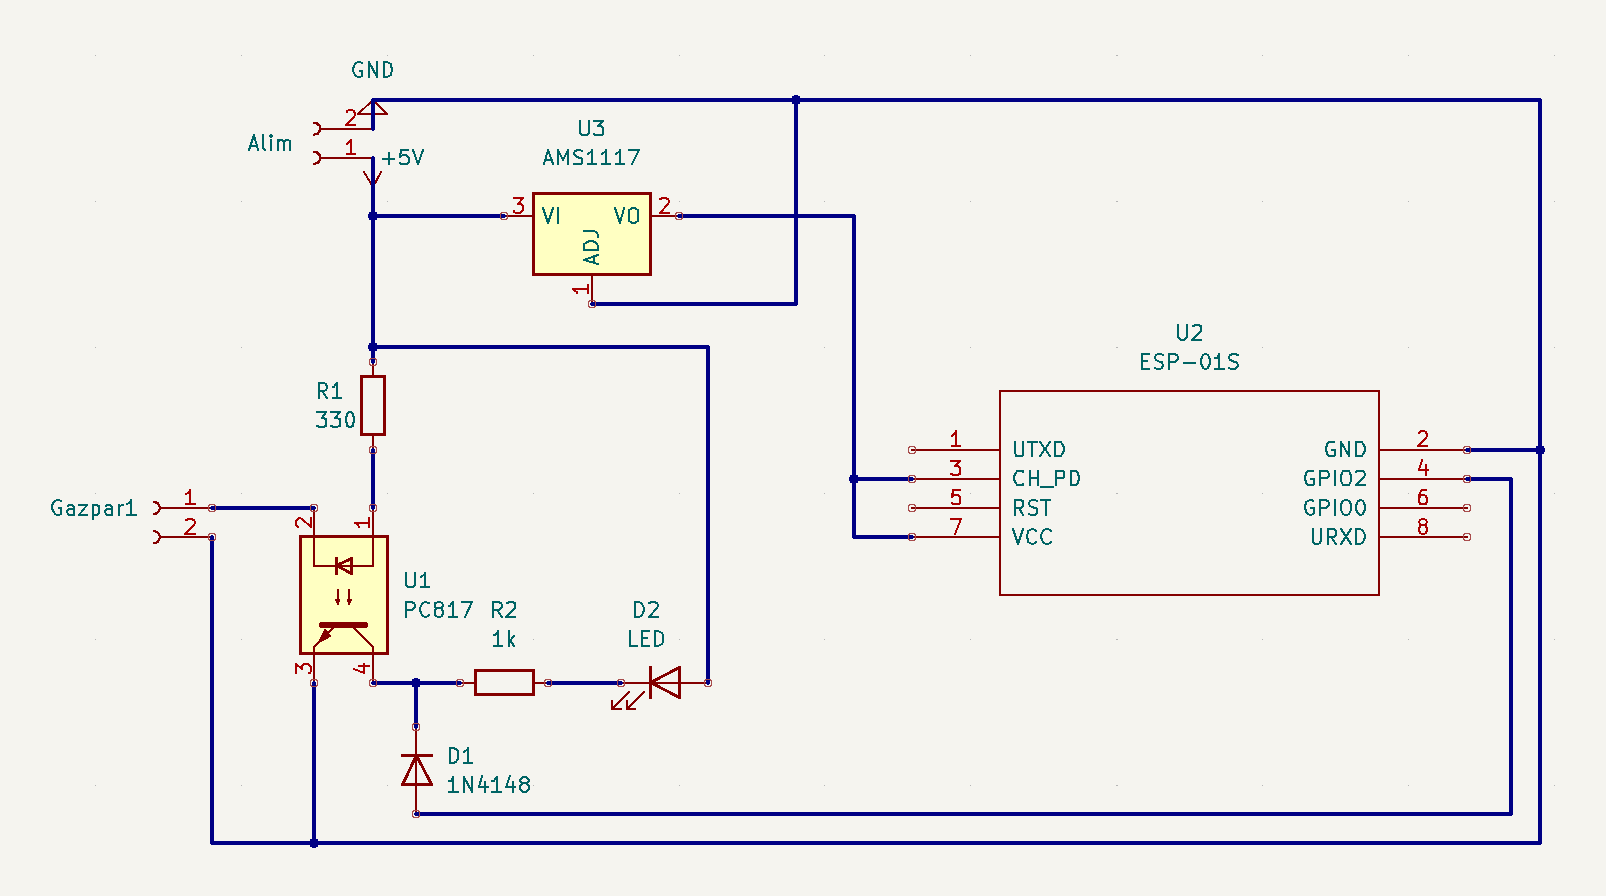 GND
2
Alim
1
+5V
U3
AMS1117
3
VI
VO
2
ADJ
1
R1
330
U2
ESP-01S
1
UTXD
GND
2
3
CH_PD
GPIO2
4
5
RST
GPIO0
6
7
VCC
URXD
8
Gazpar1
1
2
2
1
U1
PC817
3
4
R2
1k
D2
LED
D1
1N4148